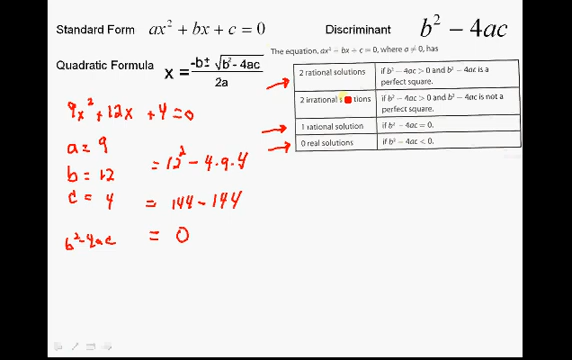 Standard Form ax² + bx + c = 0
Discriminant b² − 4ac
Quadratic Formula x = -b± √b² - 4ac / 2a
The equation, ax² − bx + c = 0, where a ≠ 0, has
2 rational solutions if b² − 4ac > 0 and b² − 4ac is a perfect square.
2 irrational s tions if b² − 4ac > 0 and b² − 4ac is not a perfect square.
1 rational solution if b² − 4ac = 0.
0 real solutions if b² − 4ac < 0.
9x² + 12x + 4 = 0
a = 9
b = 12
c = 4
b² - 4ac
= 12² - 4·9·4
= 144 - 144
= 0